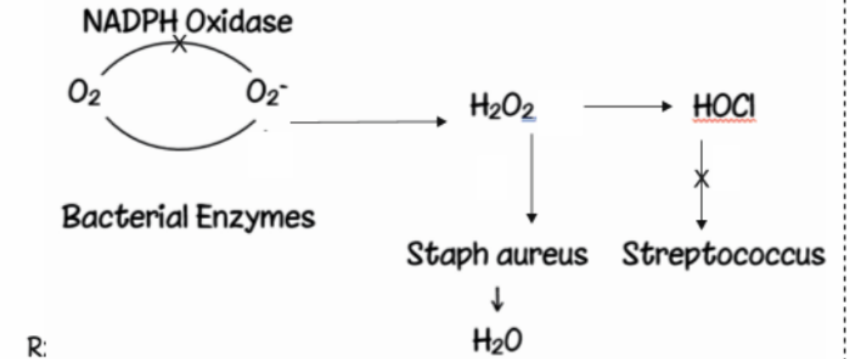 NADPH Oxidase
O₂ O₂⁻ H₂O₂ HOCl
Bacterial Enzymes
Staph aureus Streptococcus
H₂O
R: